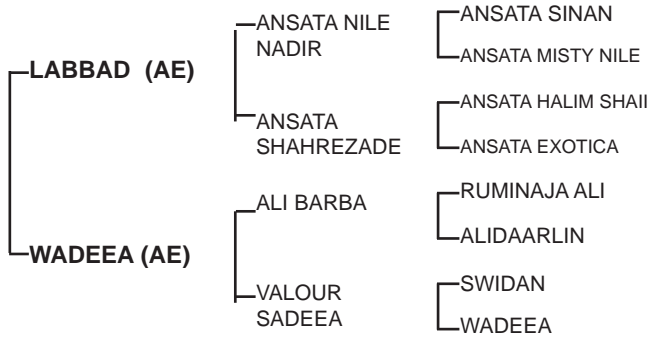 LABBAD (AE)
WADEEA (AE)
ANSATA NILE
NADIR
ANSATA
SHAHREZADE
ALI BARBA
VALOUR
SADEEA
ANSATA SINAN
ANSATA MISTY NILE
ANSATA HALIM SHAII
ANSATA EXOTICA
RUMINAJA ALI
ALIDAARLIN
SWIDAN
WADEEA